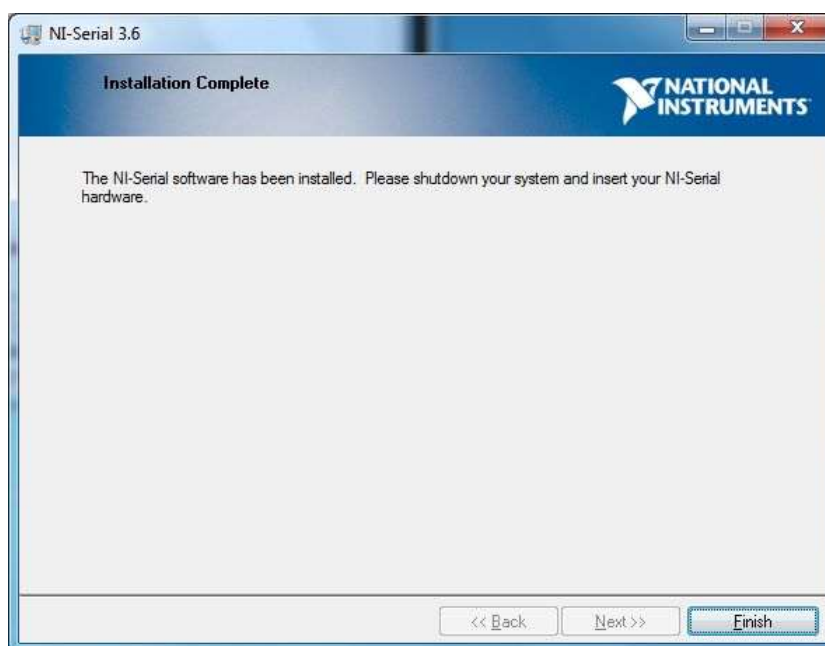 NI-Serial 3.6
Installation Complete
NATIONAL
INSTRUMENTS
The NI-Serial software has been installed.  Please shutdown your system and insert your NI-Serial
hardware.
<< Back
Next >>
Finish